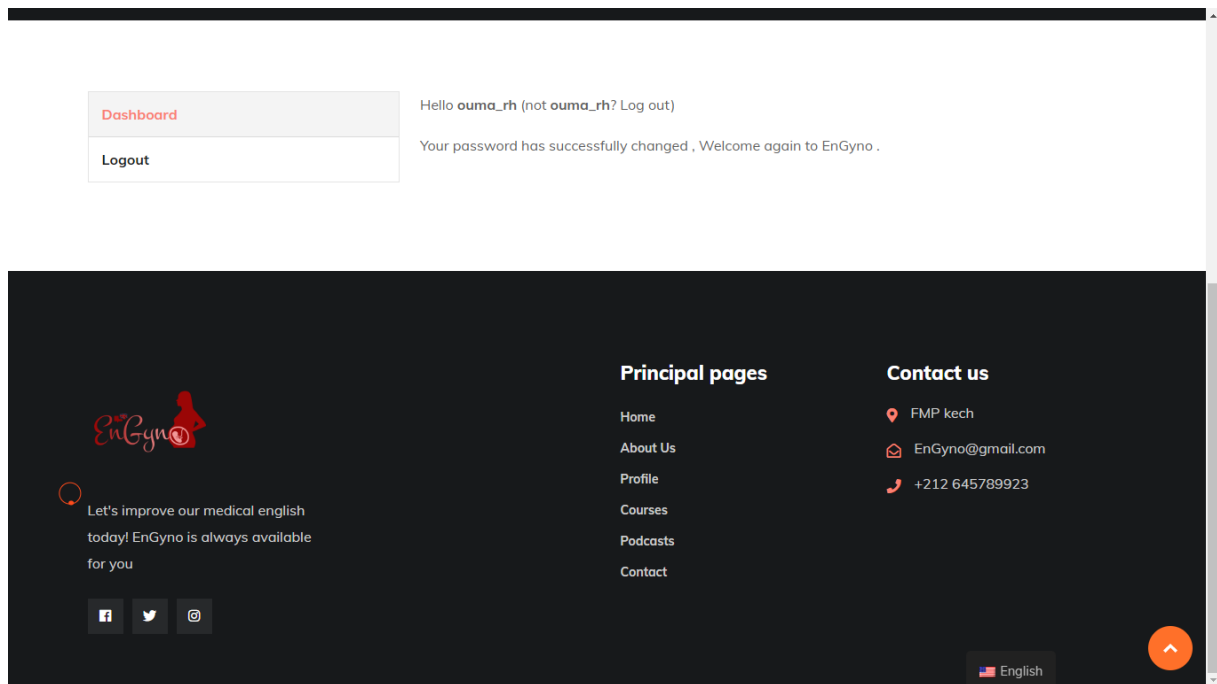 Dashboard
Logout
Hello ouma_rh (not ouma_rh? Log out)
Your password has successfully changed , Welcome again to EnGyno .
EnGyno
Let's improve our medical english
today! EnGyno is always available
for you
Principal pages
Home
About Us
Profile
Courses
Podcasts
Contact
Contact us
FMP kech
EnGyno@gmail.com
+212 645789923
English